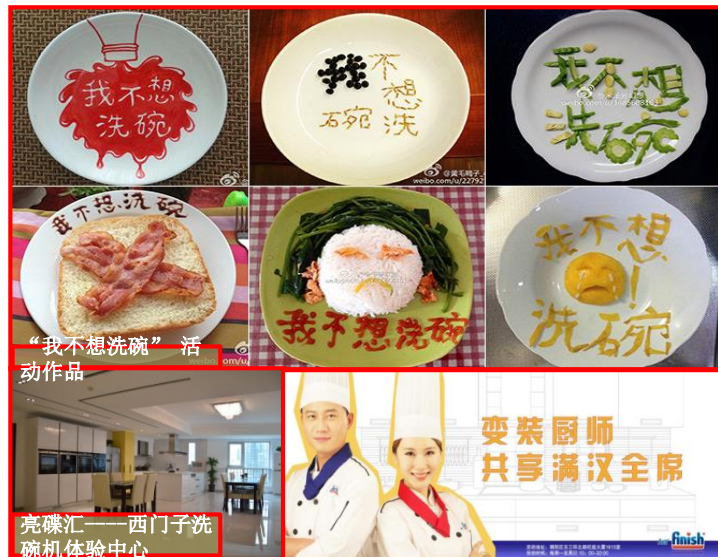 我不想
洗碗
我不想洗
石宛
我不想
洗碗
我不想洗碗
我不想洗碗
我不想!
洗碗
“我不想洗碗” 活
动作品
亮碟汇----西门子洗
碗机体验中心
变装厨师
共享满汉全席
finish